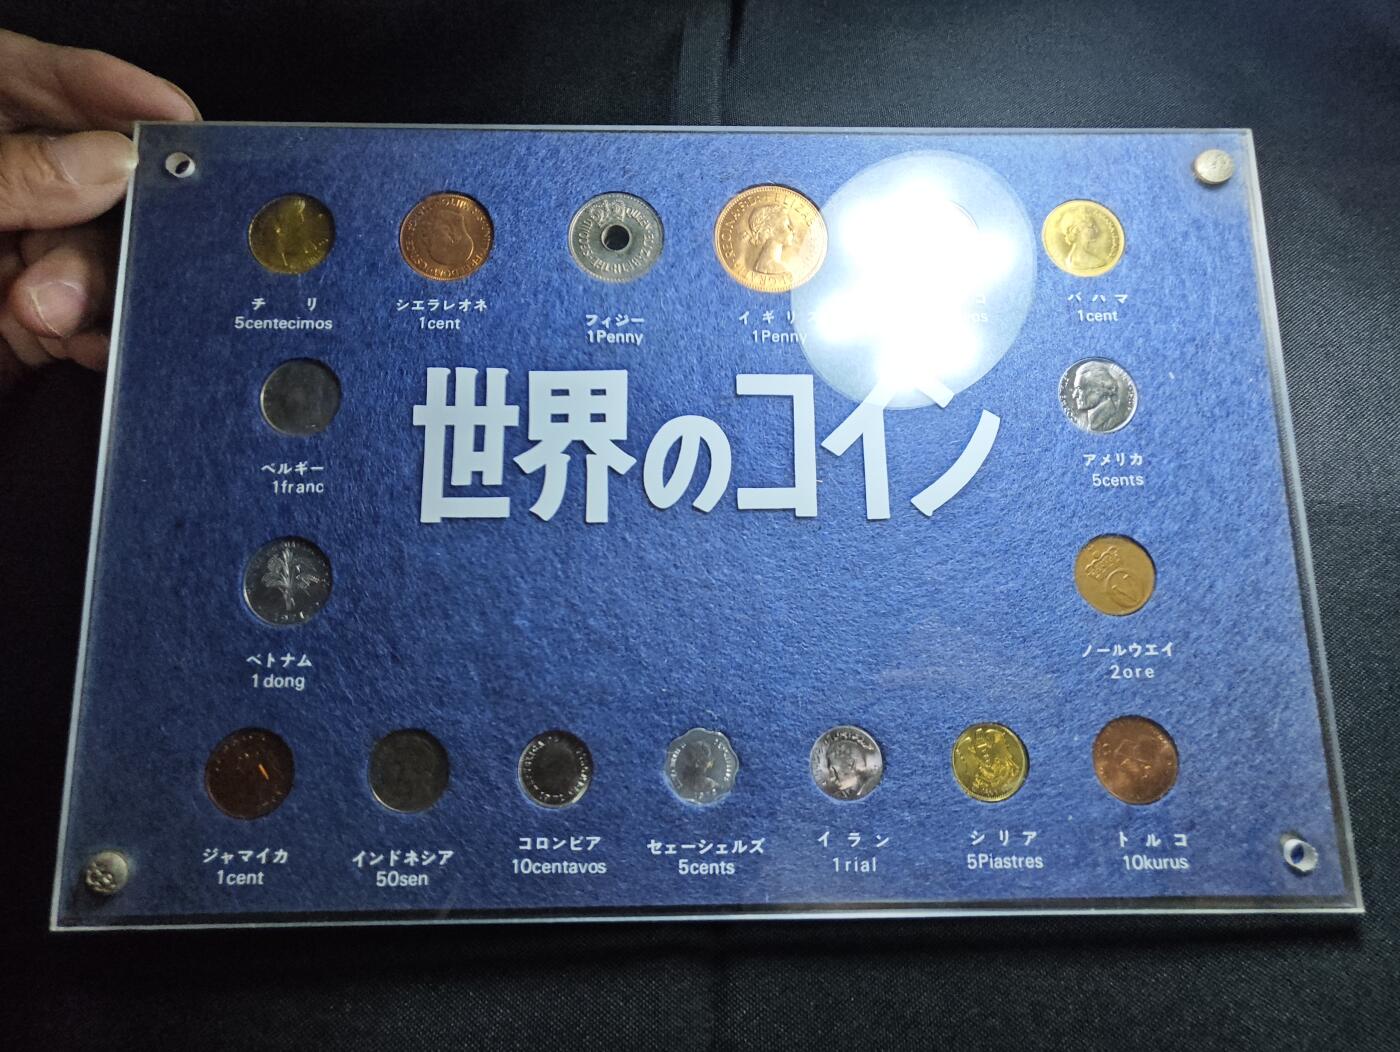 チリ
5centecimos
シエラレオネ
1cent
フィジー
1Penny
イギリス
1Penny
バハマ
1cent
世界のコイン
ベルギー
1franc
アメリカ
5cents
ベトナム
1dong
1971
ノールウエイ
2ore
ジャマイカ
1cent
インドネシア
50sen
コロンビア
10centavos
セェーシェルズ
5cents
イラン
1rial
シリア
5Piastres
トルコ
10kurus